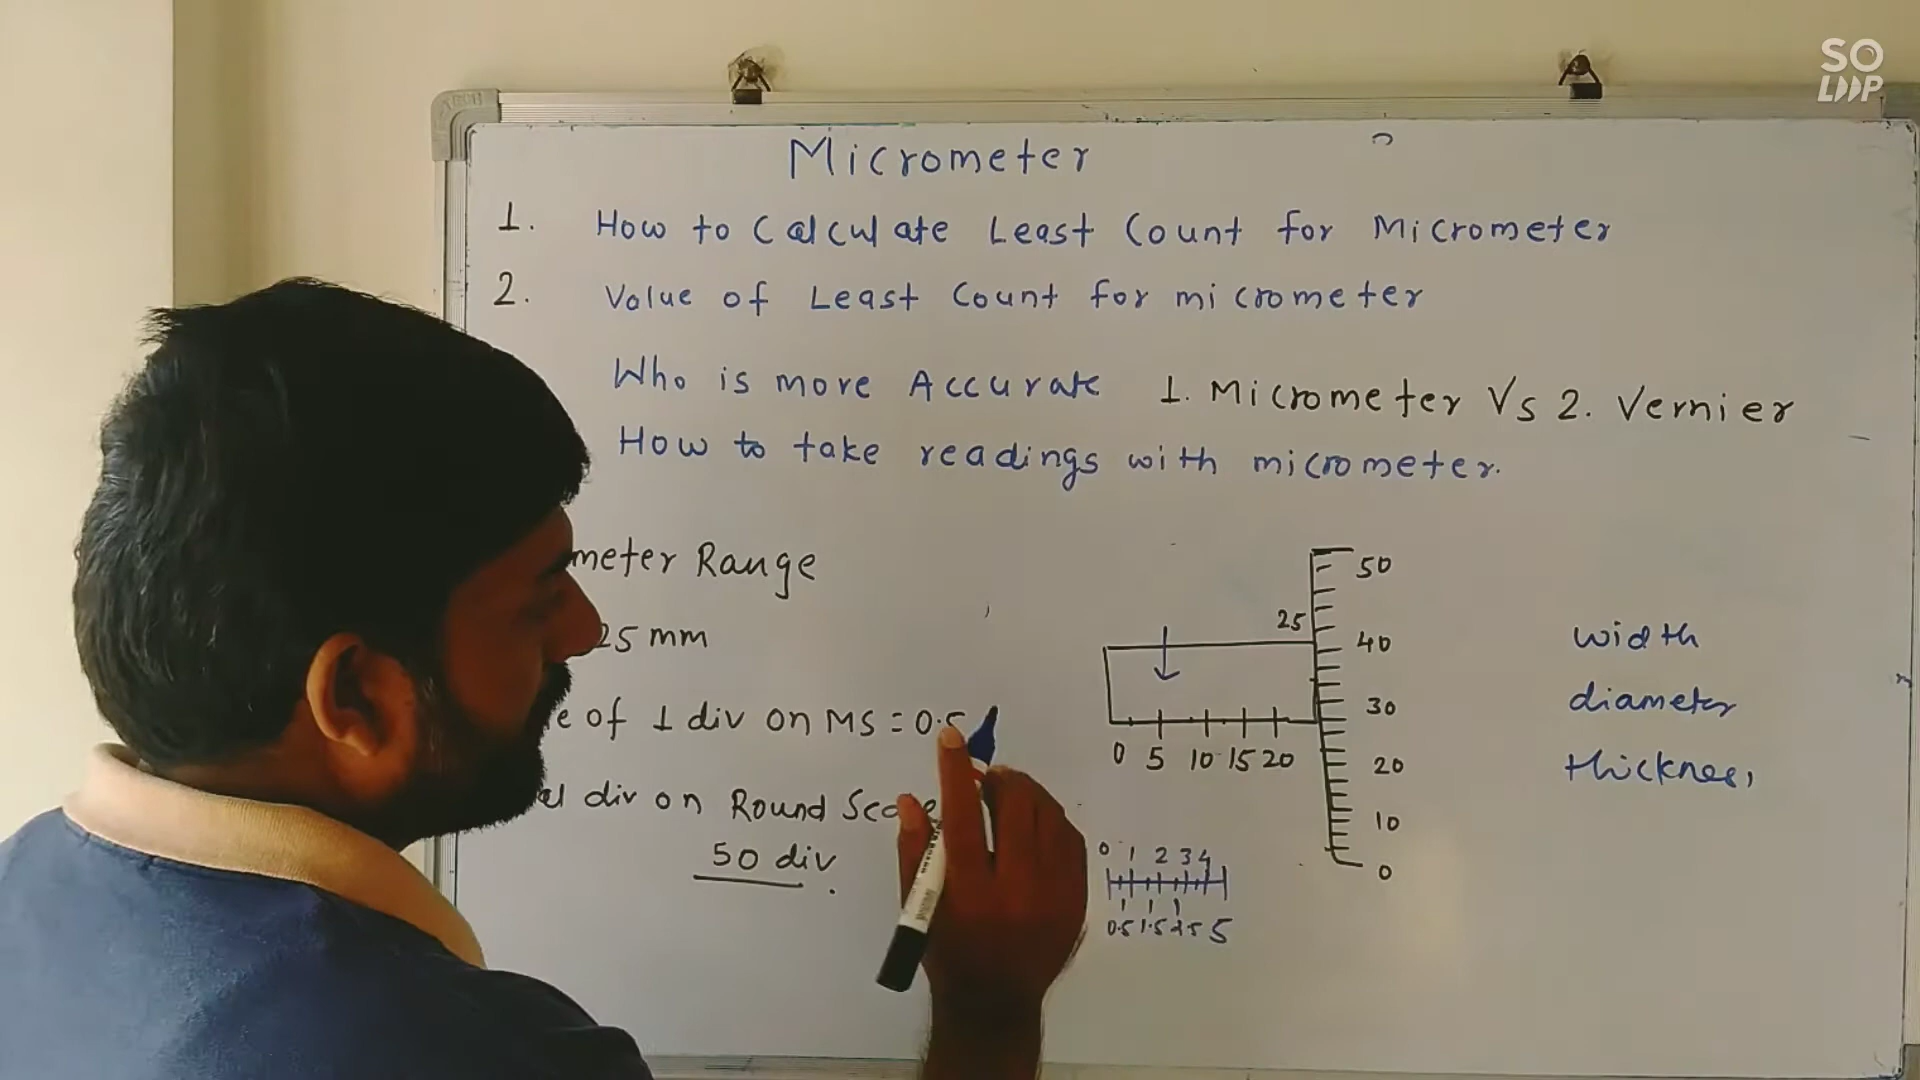 SO
LOOP
Micrometer
1. How to Calculate Least Count for Micrometer
2. Value of Least Count for micrometer
Who is more Accurate 1. Micrometer Vs 2. Vernier
How to take readings with micrometer.
meter Range
25 mm
of 1 div on MS = 0.5
div on Round Scale
50 div.
50
25
40
30
0 5 10 15 20
20
10
0
0 1 2 3 4
0.5 1.5 2.5 5
width
diameter
thickness